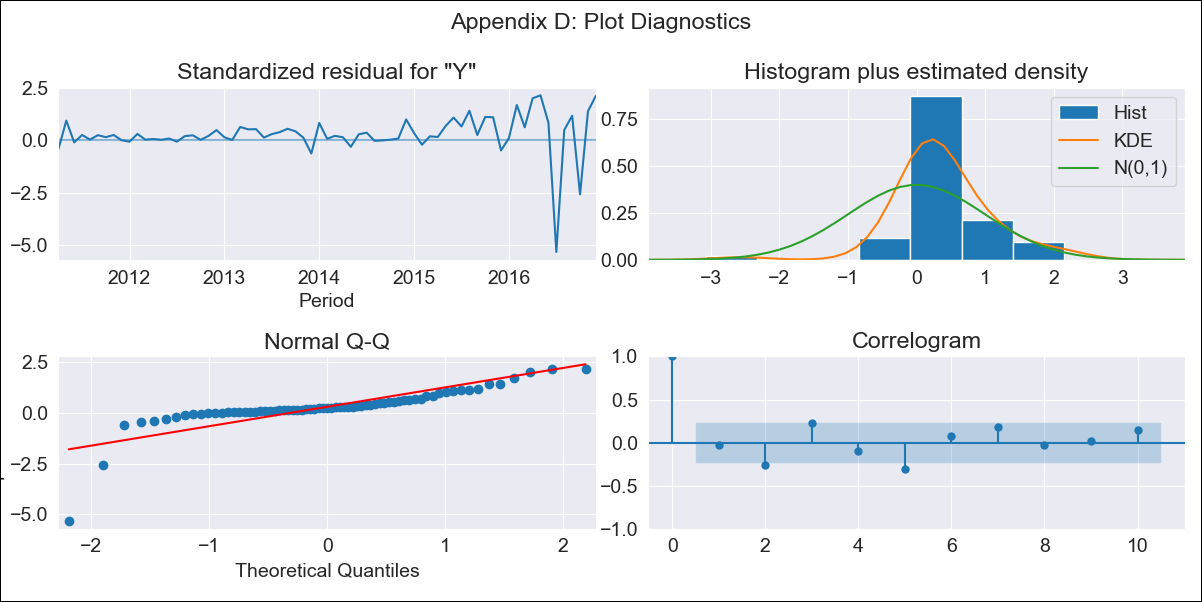 Appendix D: Plot Diagnostics
Standardized residual for "Y"
2.5
0.0
−2.5
−5.0
2012 2013 2014 2015 2016
Period
Histogram plus estimated density
0.75
0.50
0.25
0.00
Hist
KDE
N(0,1)
−3 −2 −1 0 1 2 3
Normal Q-Q
2.5
0.0
−2.5
−5.0
−2 −1 0 1 2
Theoretical Quantiles
Correlogram
1.0
0.5
0.0
−0.5
−1.0
0 2 4 6 8 10